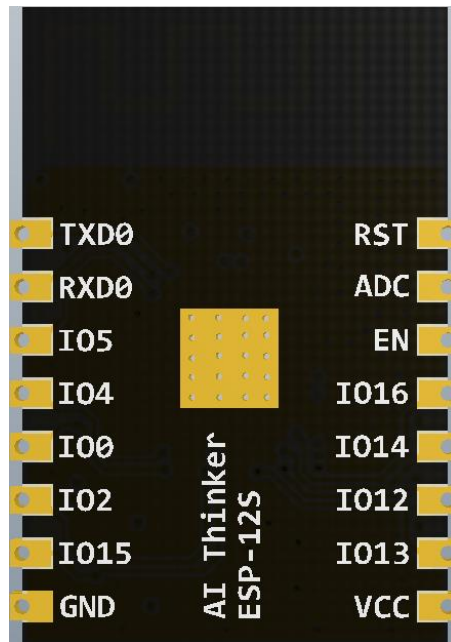 TXD0
RXD0
IO5
IO4
IO0
IO2
IO15
GND
RST
ADC
EN
IO16
IO14
IO12
IO13
VCC
AI Thinker
ESP-12S